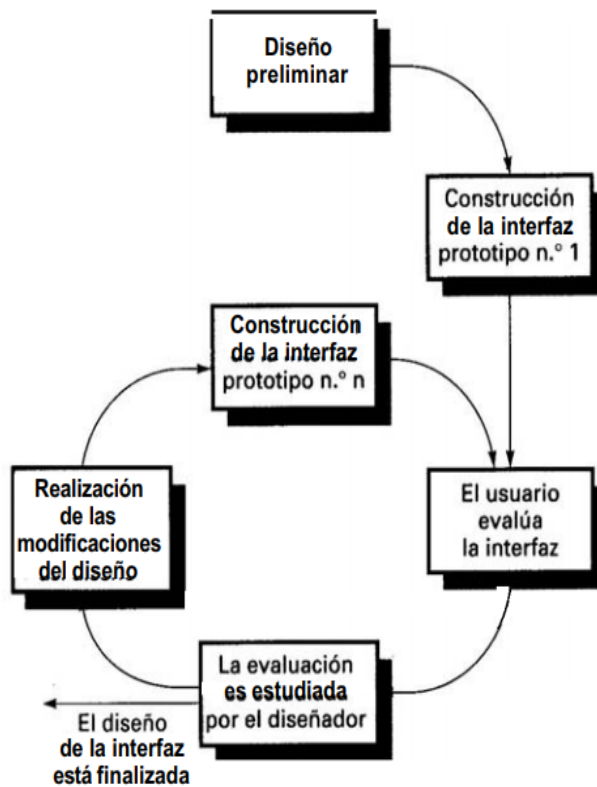 Diseño
preliminar
Construcción
de la interfaz
prototipo n.° 1
Construcción
de la interfaz
prototipo n.° n
El usuario
evalúa
la interfaz
Realización
de las
modificaciones
del diseño
La evaluación
es estudiada
por el diseñador
El diseño
de la interfaz
está finalizada